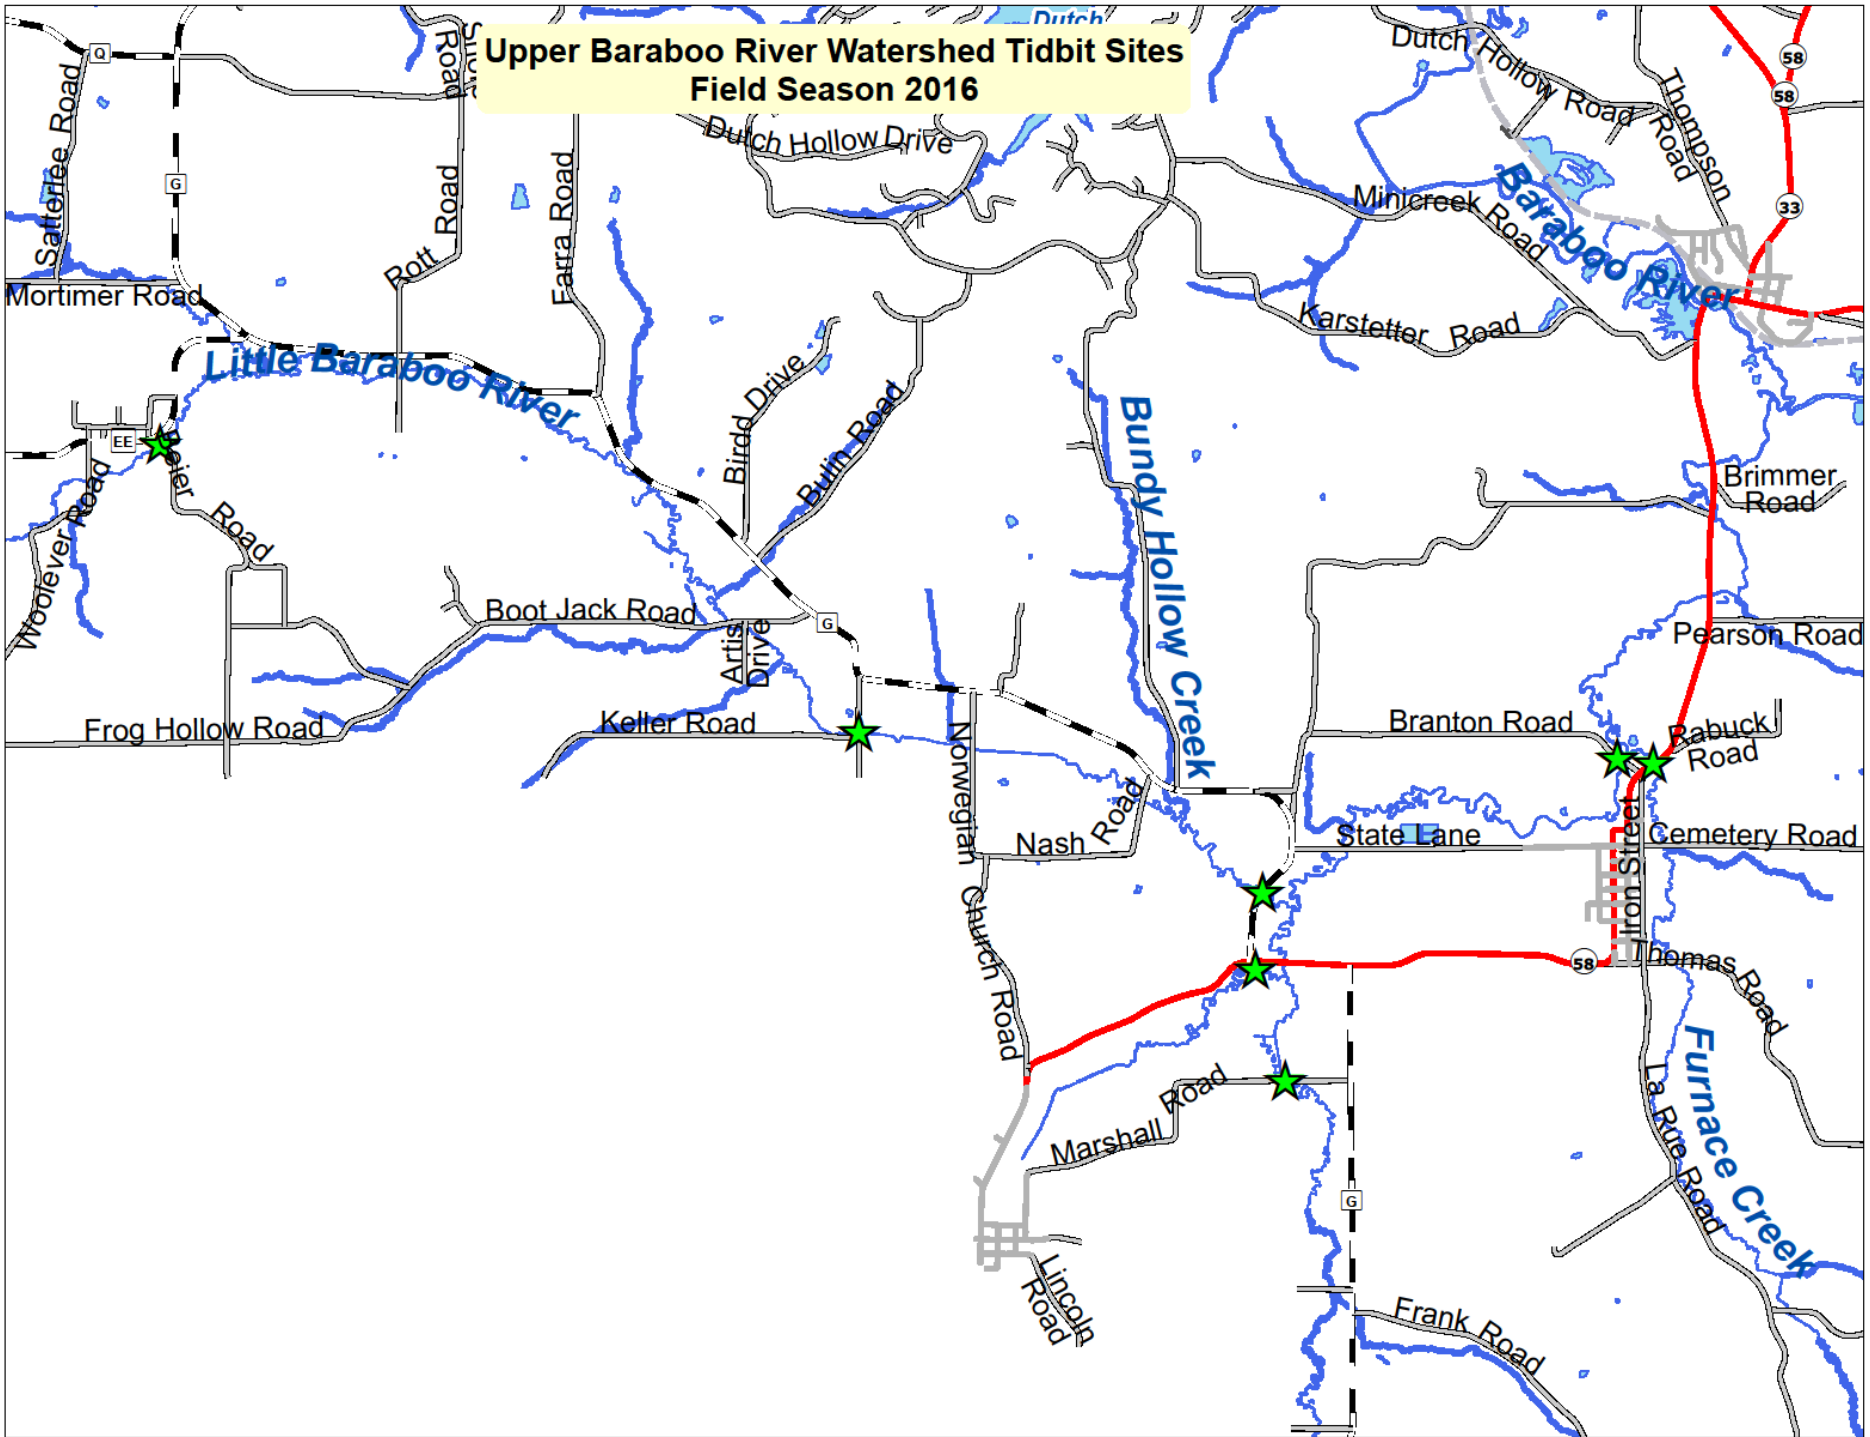 Dutch
Upper Baraboo River Watershed Tidbit Sites
Field Season 2016
Q
Satterlee Road
G
Road
Rott Road
Farra Road
Dutch Hollow Drive
Dutch Hollow Road
Thompson
Road
58
58
33
Minicreek Road
Baraboo River
Mortimer Road
Karstetter Road
Little Baraboo River
Birdd Drive
Bulin Road
Bundy Hollow Creek
EE
Beier
Road
Woolever Road
Brimmer
Road
Boot Jack Road
G
Artis
Drive
Pearson Road
Frog Hollow Road
Keller Road
Norwegian
Church Road
Branton Road
Rabuck
Road
Nash Road
State Lane
Iron Street
Cemetery Road
58
Thomas Road
Furnace Creek
La Rue Road
Marshall Road
G
Lincoln
Road
Frank Road